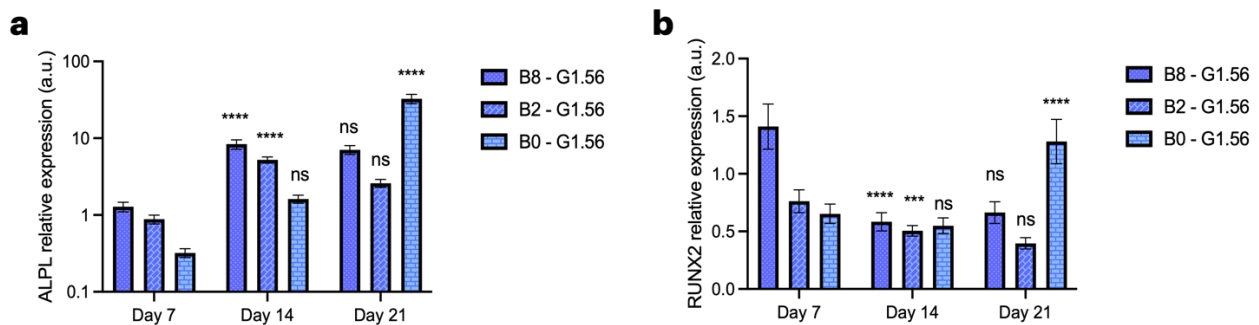 a
ALPL relative expression (a.u.)
100
10
1
0.1
****
****
ns
ns
ns
****
Day 7
Day 14
Day 21
B8 - G1.56
B2 - G1.56
B0 - G1.56
b
RUNX2 relative expression (a.u.)
2.0
1.5
1.0
0.5
0.0
****
***
ns
ns
ns
****
Day 7
Day 14
Day 21
B8 - G1.56
B2 - G1.56
B0 - G1.56